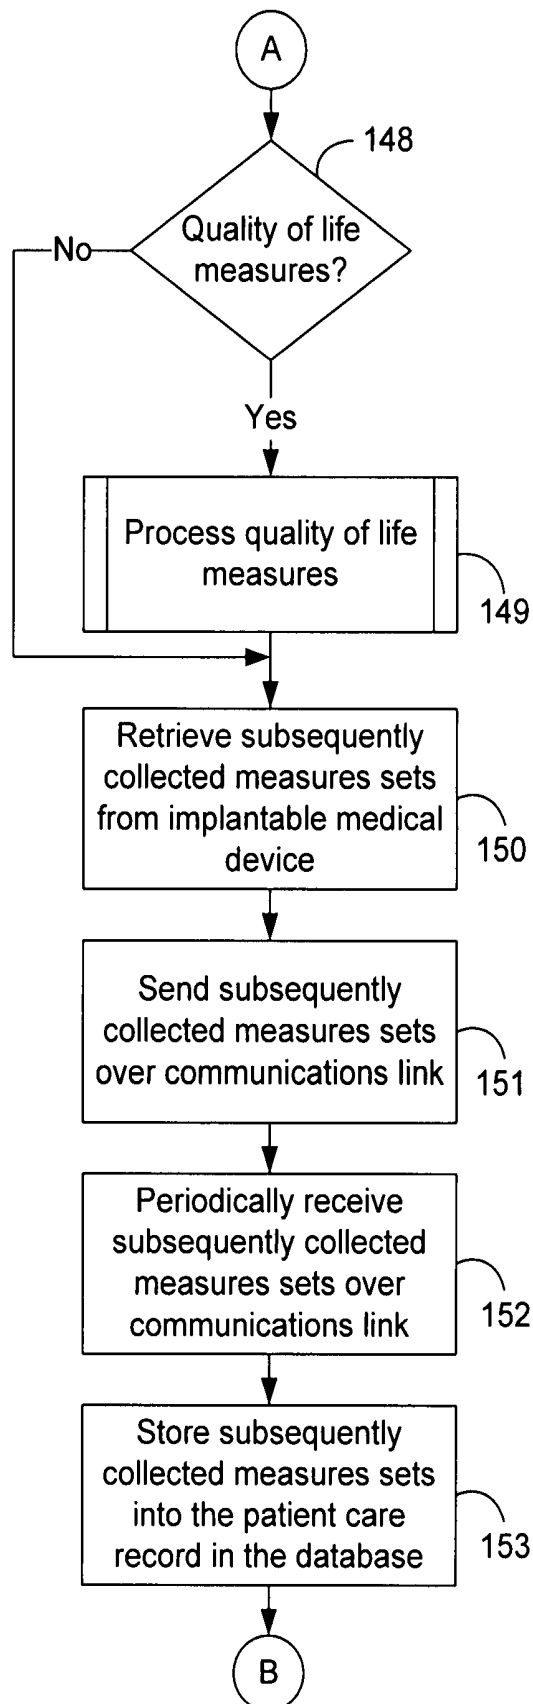 A
148
Quality of life
measures?
No
Yes
Process quality of life
measures
149
Retrieve subsequently
collected measures sets
from implantable medical
device
150
Send subsequently
collected measures sets
over communications link
151
Periodically receive
subsequently collected
measures sets over
communications link
152
Store subsequently
collected measures sets
into the patient care
record in the database
153
B